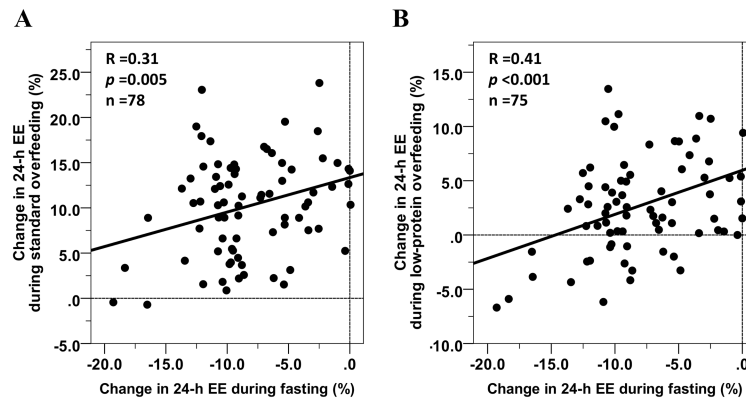 A
R =0.31
p =0.005
n =78
25.0
20.0
15.0
10.0
5.0
.0
-5.0
Change in 24-h EE
during standard overfeeding (%)
-20.0 -15.0 -10.0 -5.0 .0
Change in 24-h EE during fasting (%)
B
R =0.41
p <0.001
n =75
15.0
10.0
5.0
.0
-5.0
-10.0
Change in 24-h EE
during low-protein overfeeding (%)
-20.0 -15.0 -10.0 -5.0 .0
Change in 24-h EE during fasting (%)